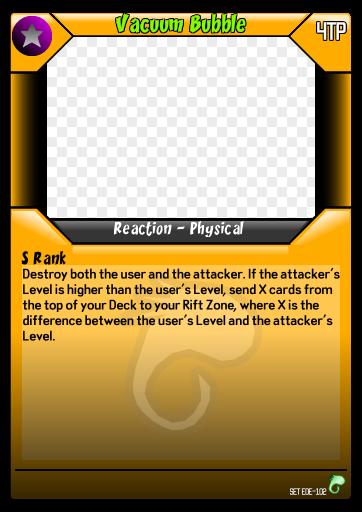 Vacuum Bubble
4TP
Reaction - Physical
S Rank
Destroy both the user and the attacker. If the attacker's
Level is higher than the user's Level, send X cards from
the top of your Deck to your Rift Zone, where X is the
difference between the user's Level and the attacker's
Level.
SET EOE-102